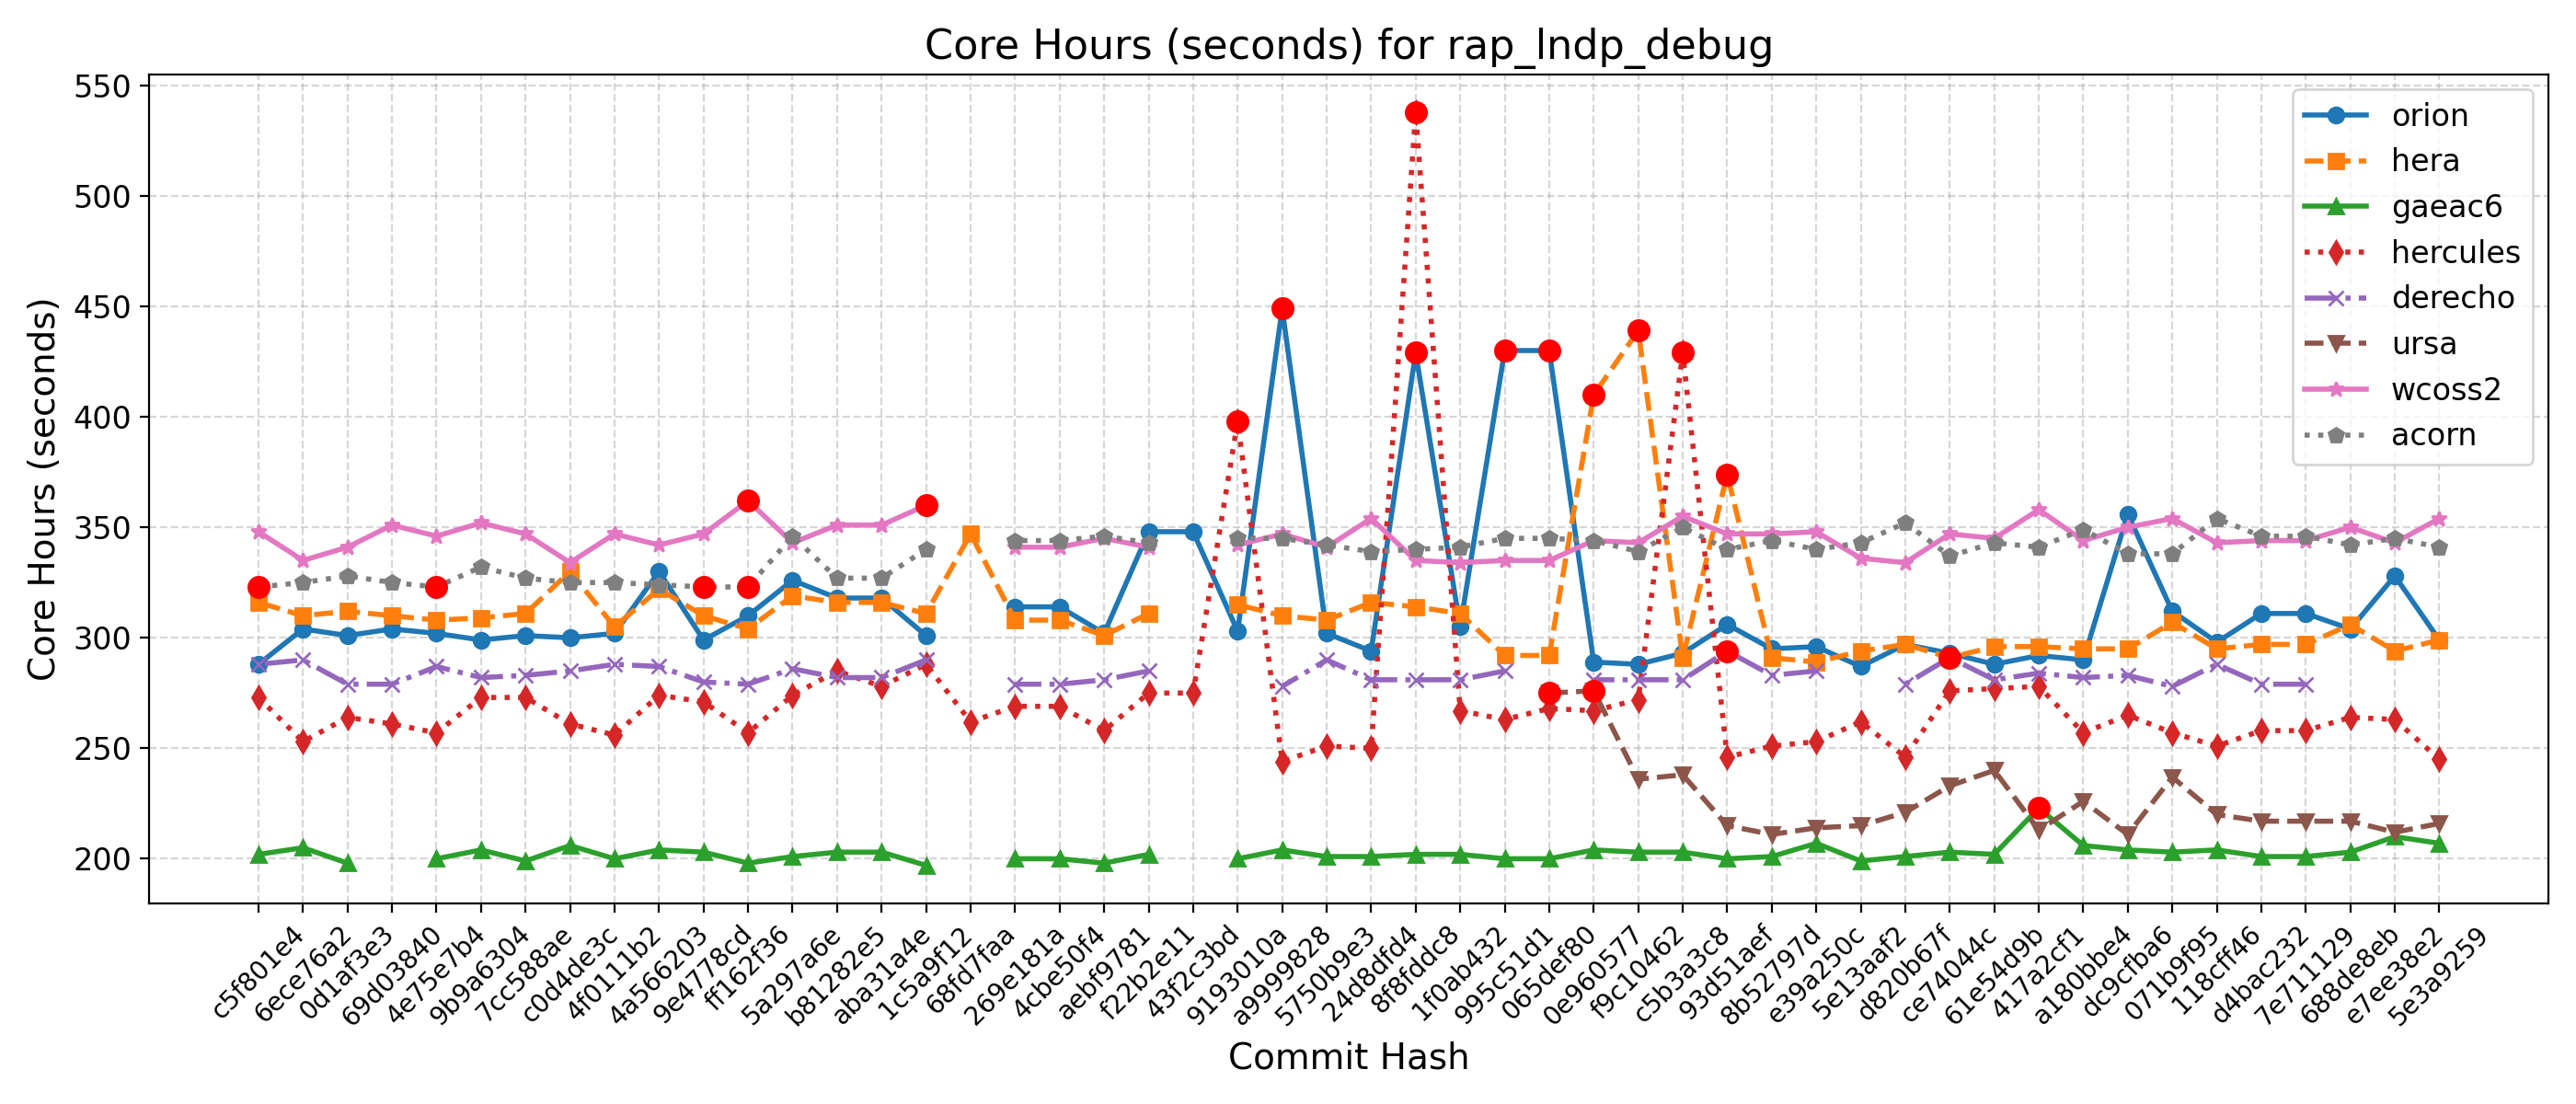 Core Hours (seconds) for rap_lndp_debug
Core Hours (seconds)
550
500
450
400
350
300
250
200
orion
hera
gaeac6
hercules
derecho
ursa
wcoss2
acorn
c5f801e4
6ece76a2
0d1af3e3
69d03840
4e75e7b4
9b9a6304
7cc588ae
c0d4de3c
4f0111b2
4a566203
9e4778cd
ff162f36
5a297a6e
b81282e5
aba31a4e
1c5a9f12
68fd7faa
269e181a
4cbe50f4
aebf9781
f22b2e11
43f2c3bd
9193010a
a9999828
5750b9e3
24d8dfd4
8f8fddc8
1f0ab432
995c51d1
065def80
0e960577
f9c10462
c5b3a3c8
93d51aef
8b52797d
e39a250c
5e13aaf2
d820b67f
ce74044c
61e54d9b
417a2cf1
a180bbe4
dc9cfba6
071b9f95
118cff46
d4bac232
7e711129
688de8eb
e7ee38e2
5e3a9259
Commit Hash